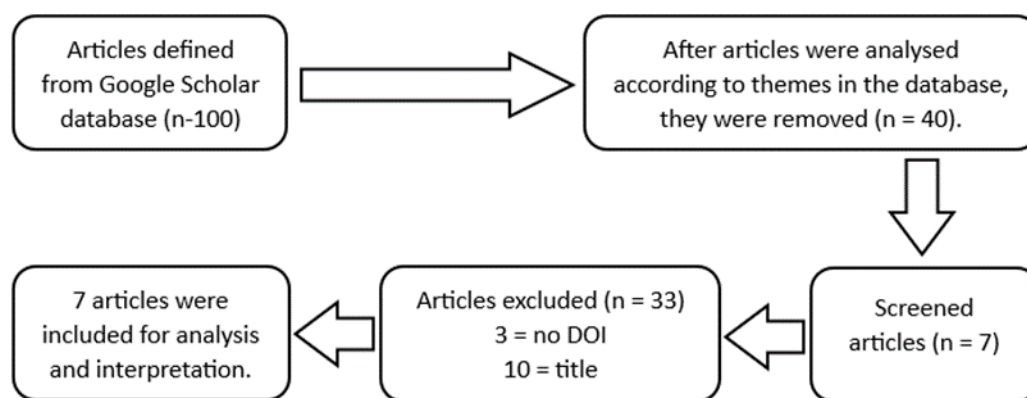 Articles defined
from Google Scholar
database (n-100)
After articles were analysed
according to themes in the database,
they were removed (n = 40).
Screened
articles (n = 7)
Articles excluded (n = 33)
3 = no DOI
10 = title
7 articles were
included for analysis
and interpretation.